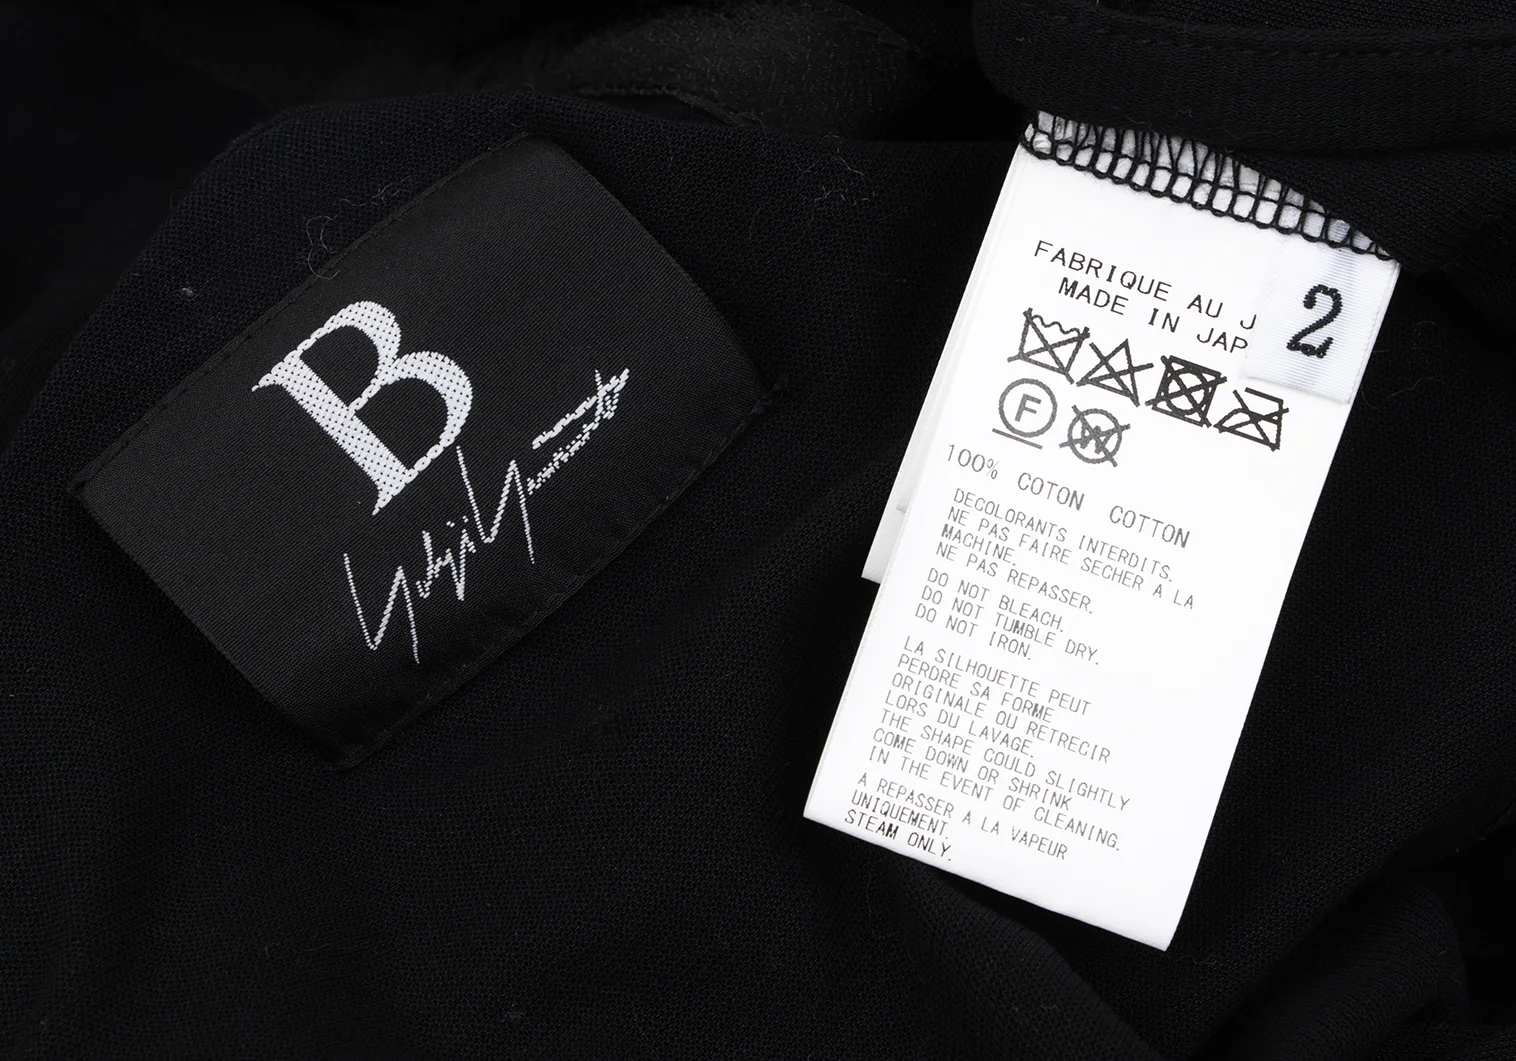 B
Yohji Yamamoto
2
FABRIQUE AU J
MADE IN JAP
F
W
100% COTON COTTON
DECOLORANTS INTERDITS.
NE PAS FAIRE SECHER A LA
MACHINE.
NE PAS REPASSER.
DO NOT BLEACH.
DO NOT TUMBLE DRY.
DO NOT IRON.
LA SILHOUETTE PEUT
PERDRE SA FORME
ORIGINALE OU RETRECIR
LORS DU LAVAGE.
THE SHAPE COULD SLIGHTLY
COME DOWN OR SHRINK
IN THE EVENT OF CLEANING.
A REPASSER A LA VAPEUR
UNIQUEMENT.
STEAM ONLY.